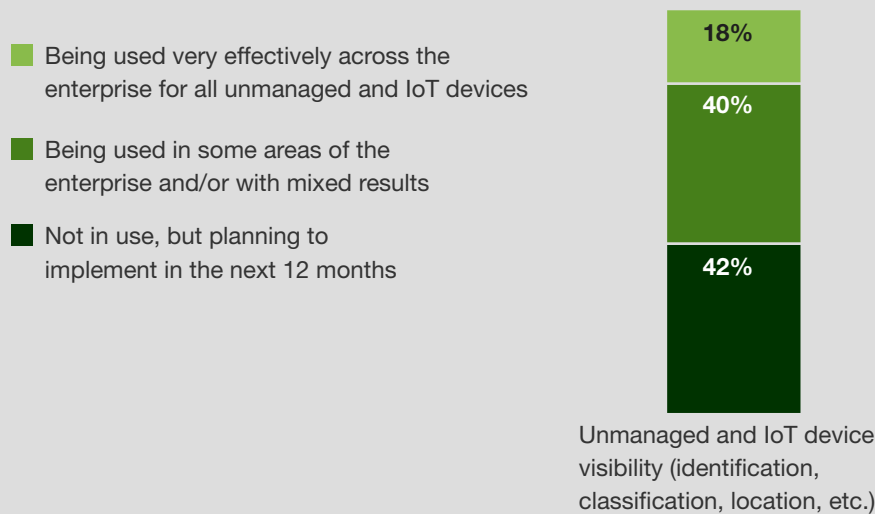 Being used very effectively across the
enterprise for all unmanaged and IoT devices
Being used in some areas of the
enterprise and/or with mixed results
Not in use, but planning to
implement in the next 12 months
18%
40%
42%
Unmanaged and IoT device
visibility (identification,
classification, location, etc.)